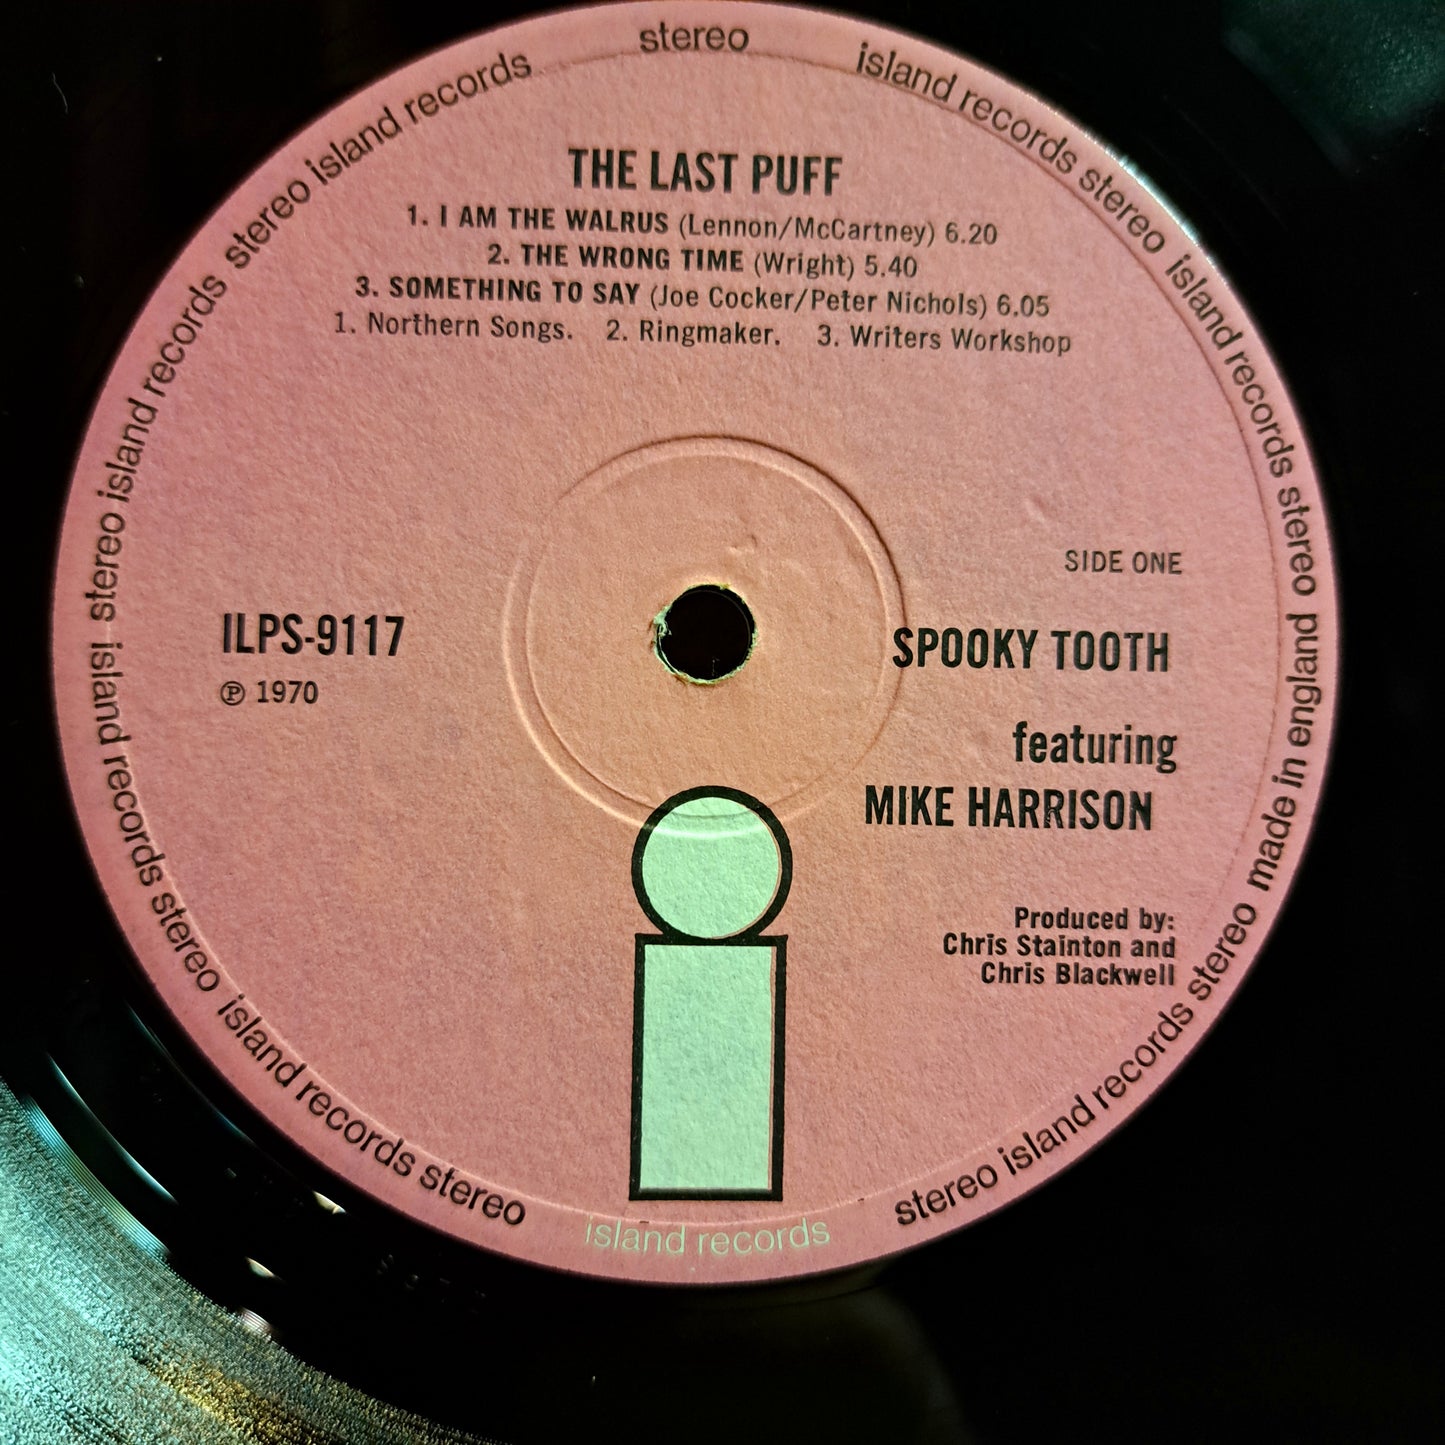 stereo island records stereo island records stereo island records stereo island records stereo island records stereo made in england
THE LAST PUFF
1. I AM THE WALRUS (Lennon/McCartney) 6.20
2. THE WRONG TIME (Wright) 5.40
3. SOMETHING TO SAY (Joe Cocker/Peter Nichols) 6.05
1. Northern Songs. 2. Ringmaker. 3. Writers Workshop
SIDE ONE
ILPS-9117
℗ 1970
SPOOKY TOOTH
featuring
MIKE HARRISON
Produced by:
Chris Stainton and
Chris Blackwell
i
stereo island records stereo island records stereo island records
island records